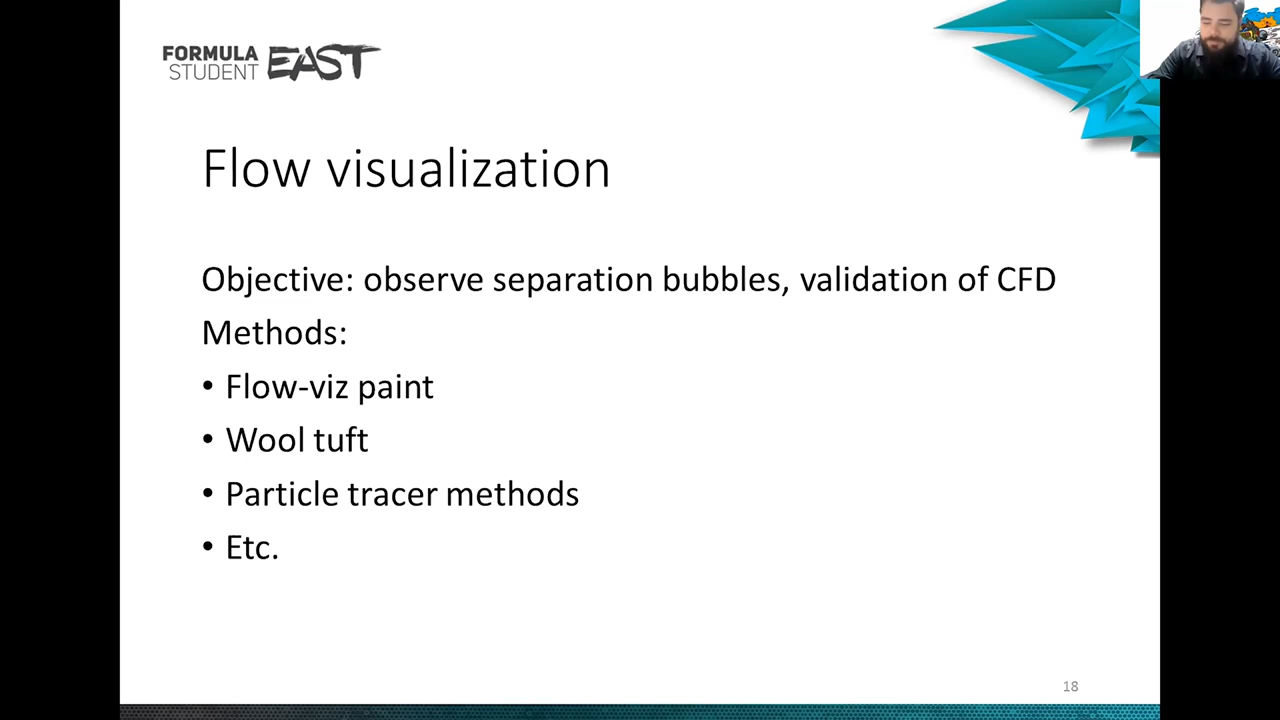 FORMULA
STUDENT EAST
Flow visualization
Objective: observe separation bubbles, validation of CFD
Methods:
• Flow-viz paint
• Wool tuft
• Particle tracer methods
• Etc.
18